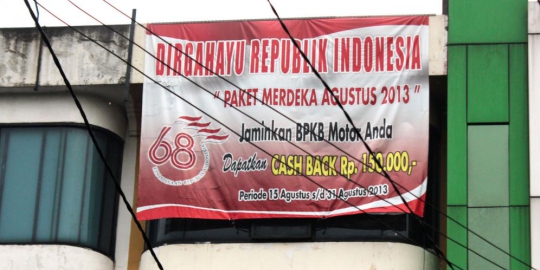 DIRGAHAYU REPUBLIK INDONESIA
" PAKET MERDEKA AGUSTUS 2013 "
68
Jaminkan BPKB Motor Anda
Dapatkan CASH BACK Rp. 150.000,-
Periode 15 Agustus s/d 31 Agustus 2013